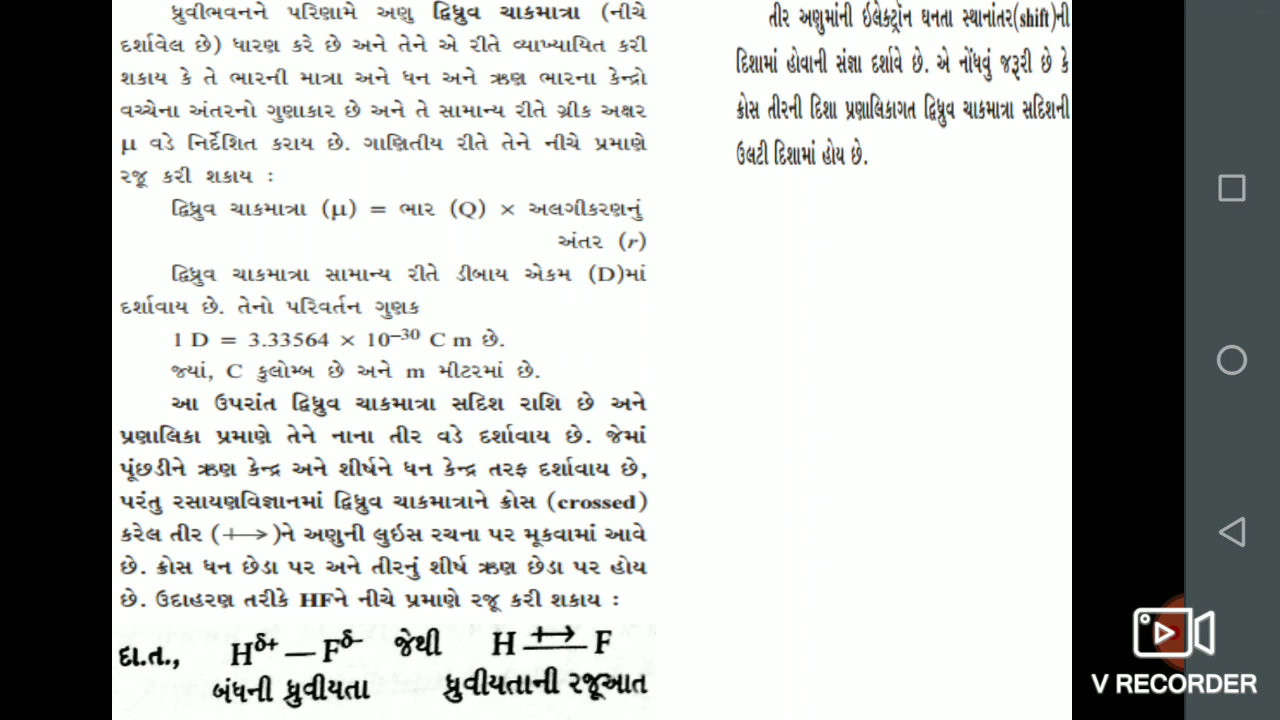 ધ્રુવીભવનને પરિણામે અણુ દ્વિધ્રુવ ચાકમાત્રા (નીચે
દર્શાવેલ છે) ધારણ કરે છે અને તેને એ રીતે વ્યાખ્યાયિત કરી
શકાય કે તે ભારની માત્રા અને ધન અને ઋણ ભારના કેન્દ્રો
વચ્ચેના અંતરનો ગુણાકાર છે અને તે સામાન્ય રીતે ગ્રીક અક્ષર
μ વડે નિર્દેશિત કરાય છે. ગાણિતીય રીતે તેને નીચે પ્રમાણે
રજૂ કરી શકાય :
દ્વિધ્રુવ ચાકમાત્રા (μ) = ભાર (Q) × અલગીકરણનું
અંતર (r)
દ્વિધ્રુવ ચાકમાત્રા સામાન્ય રીતે ડીબાય એકમ (D)માં
દર્શાવાય છે. તેનો પરિવર્તન ગુણક
1 D = 3.33564 × 10⁻³⁰ C m છે.
જ્યાં, C કુલોમ્બ છે અને m મીટરમાં છે.
આ ઉપરાંત દ્વિધ્રુવ ચાકમાત્રા સદિશ રાશિ છે અને
પ્રણાલિકા પ્રમાણે તેને નાના તીર વડે દર્શાવાય છે. જેમાં
પૂંછડીને ઋણ કેન્દ્ર અને શીર્ષને ધન કેન્દ્ર તરફ દર્શાવાય છે,
પરંતુ રસાયણવિજ્ઞાનમાં દ્વિધ્રુવ ચાકમાત્રાને ક્રોસ (crossed)
કરેલ તીર (+⟶)ને અણુની લુઇસ રચના પર મૂકવામાં આવે
છે. ક્રોસ ધન છેડા પર અને તીરનું શીર્ષ ઋણ છેડા પર હોય
છે. ઉદાહરણ તરીકે HFને નીચે પ્રમાણે રજૂ કરી શકાય :
દા.ત., H^δ+ — F^δ– જેથી H +⟶ F
બંધની ધ્રુવીયતા ધ્રુવીયતાની રજૂઆત
તીર અણુમાંની ઇલેક્ટ્રૉન ઘનતા સ્થાનાંતર(shift)ની
દિશામાં હોવાની સંજ્ઞા દર્શાવે છે. એ નોંધવું જરૂરી છે કે
ક્રોસ તીરની દિશા પ્રણાલિકાગત દ્વિધ્રુવ ચાકમાત્રા સદિશની
ઉલટી દિશામાં હોય છે.
V RECORDER